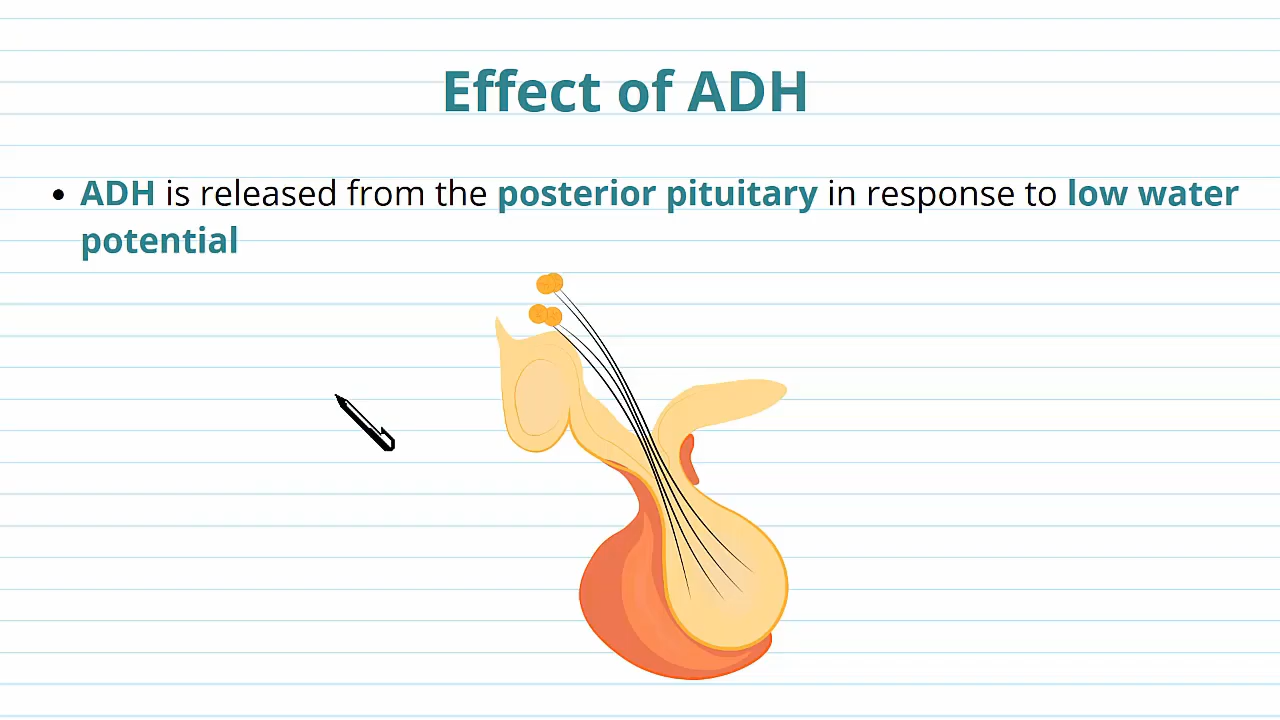 Effect of ADH
• ADH is released from the posterior pituitary in response to low water
potential